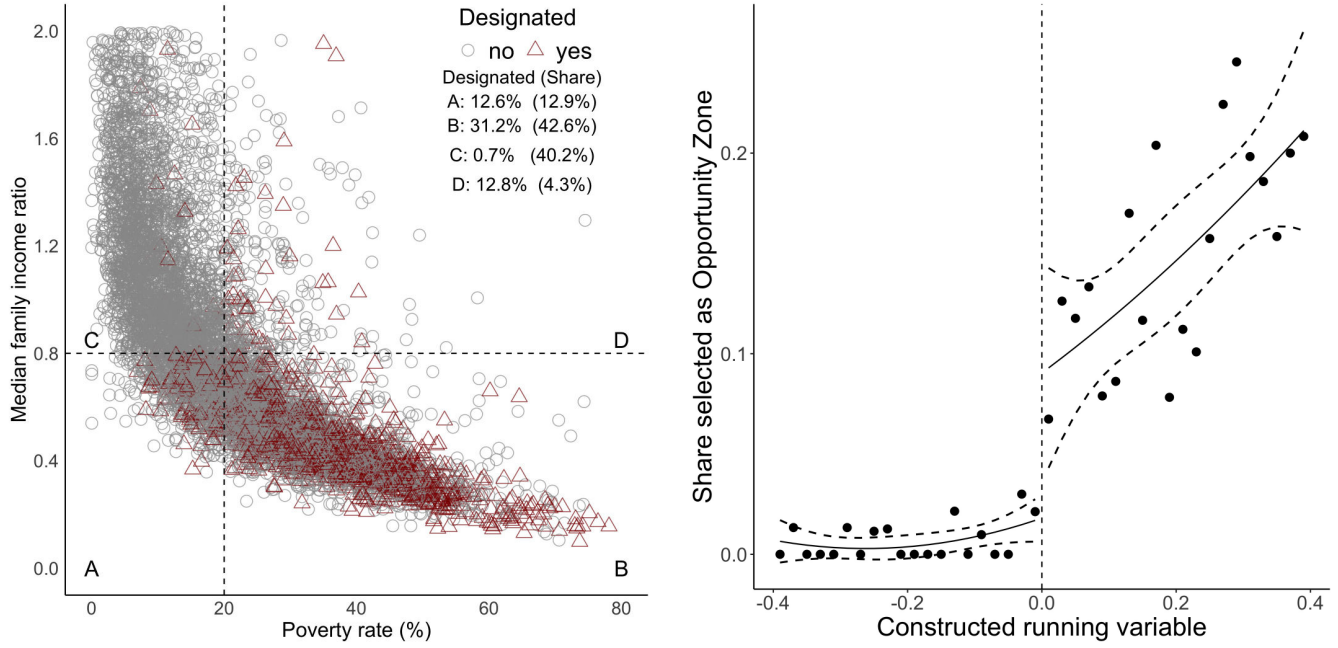 Designated
no yes
Designated (Share)
A: 12.6% (12.9%)
B: 31.2% (42.6%)
C: 0.7% (40.2%)
D: 12.8% (4.3%)
2.0
1.6
1.2
0.8
0.4
0.0
Median family income ratio
C
D
A
B
0
20
40
60
80
Poverty rate (%)
Share selected as Opportunity Zone
0.2
0.1
0.0
-0.4
-0.2
0.0
0.2
0.4
Constructed running variable